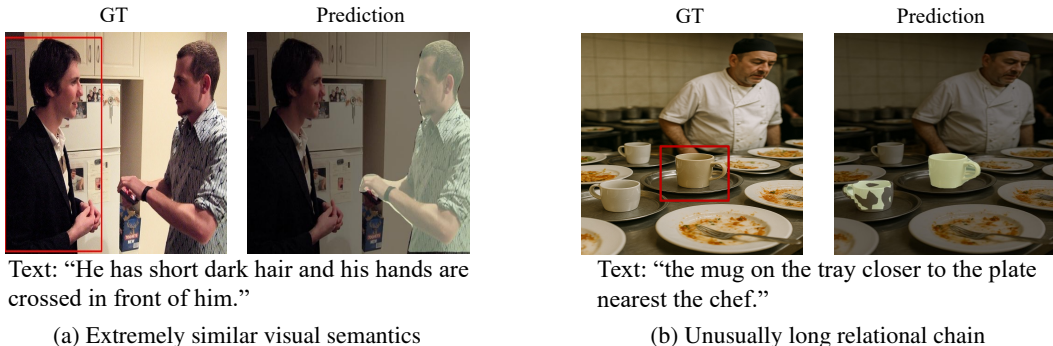 GT
Prediction
GT
Prediction
Text: “He has short dark hair and his hands are
crossed in front of him.”
Text: “the mug on the tray closer to the plate
nearest the chef.”
(a) Extremely similar visual semantics
(b) Unusually long relational chain